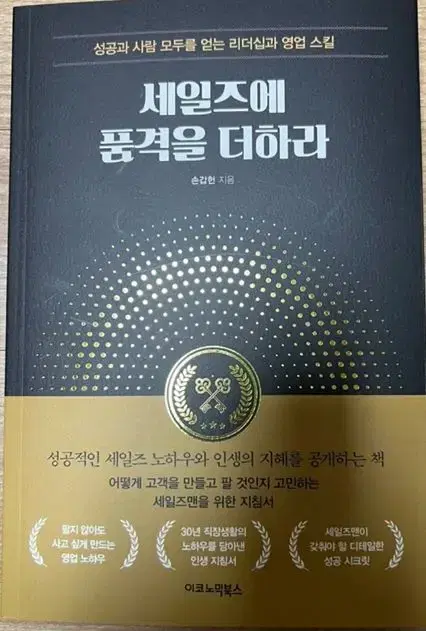 성공과 사람 모두를 얻는 리더십과 영업 스킬
세일즈에
품격을 더하라
손갑헌 지음
성공적인 세일즈 노하우와 인생의 지혜를 공개하는 책
어떻게 고객을 만들고 팔 것인지 고민하는
세일즈맨을 위한 지침서
팔지 않아도
사고 싶게 만드는
영업 노하우
30년 직장생활의
노하우를 담아낸
인생 지침서
세일즈맨이
갖춰야 할 디테일한
성공 시크릿
이코노믹북스